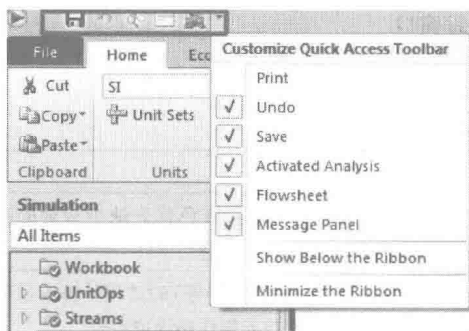 File
Home
Eco
Cut
SI
Copy
Unit Sets
Paste
Clipboard
Units
Simulation
All Items
Workbook
UnitOps
Streams
Customize Quick Access Toolbar
Print
Undo
Save
Activated Analysis
Flowsheet
Message Panel
Show Below the Ribbon
Minimize the Ribbon